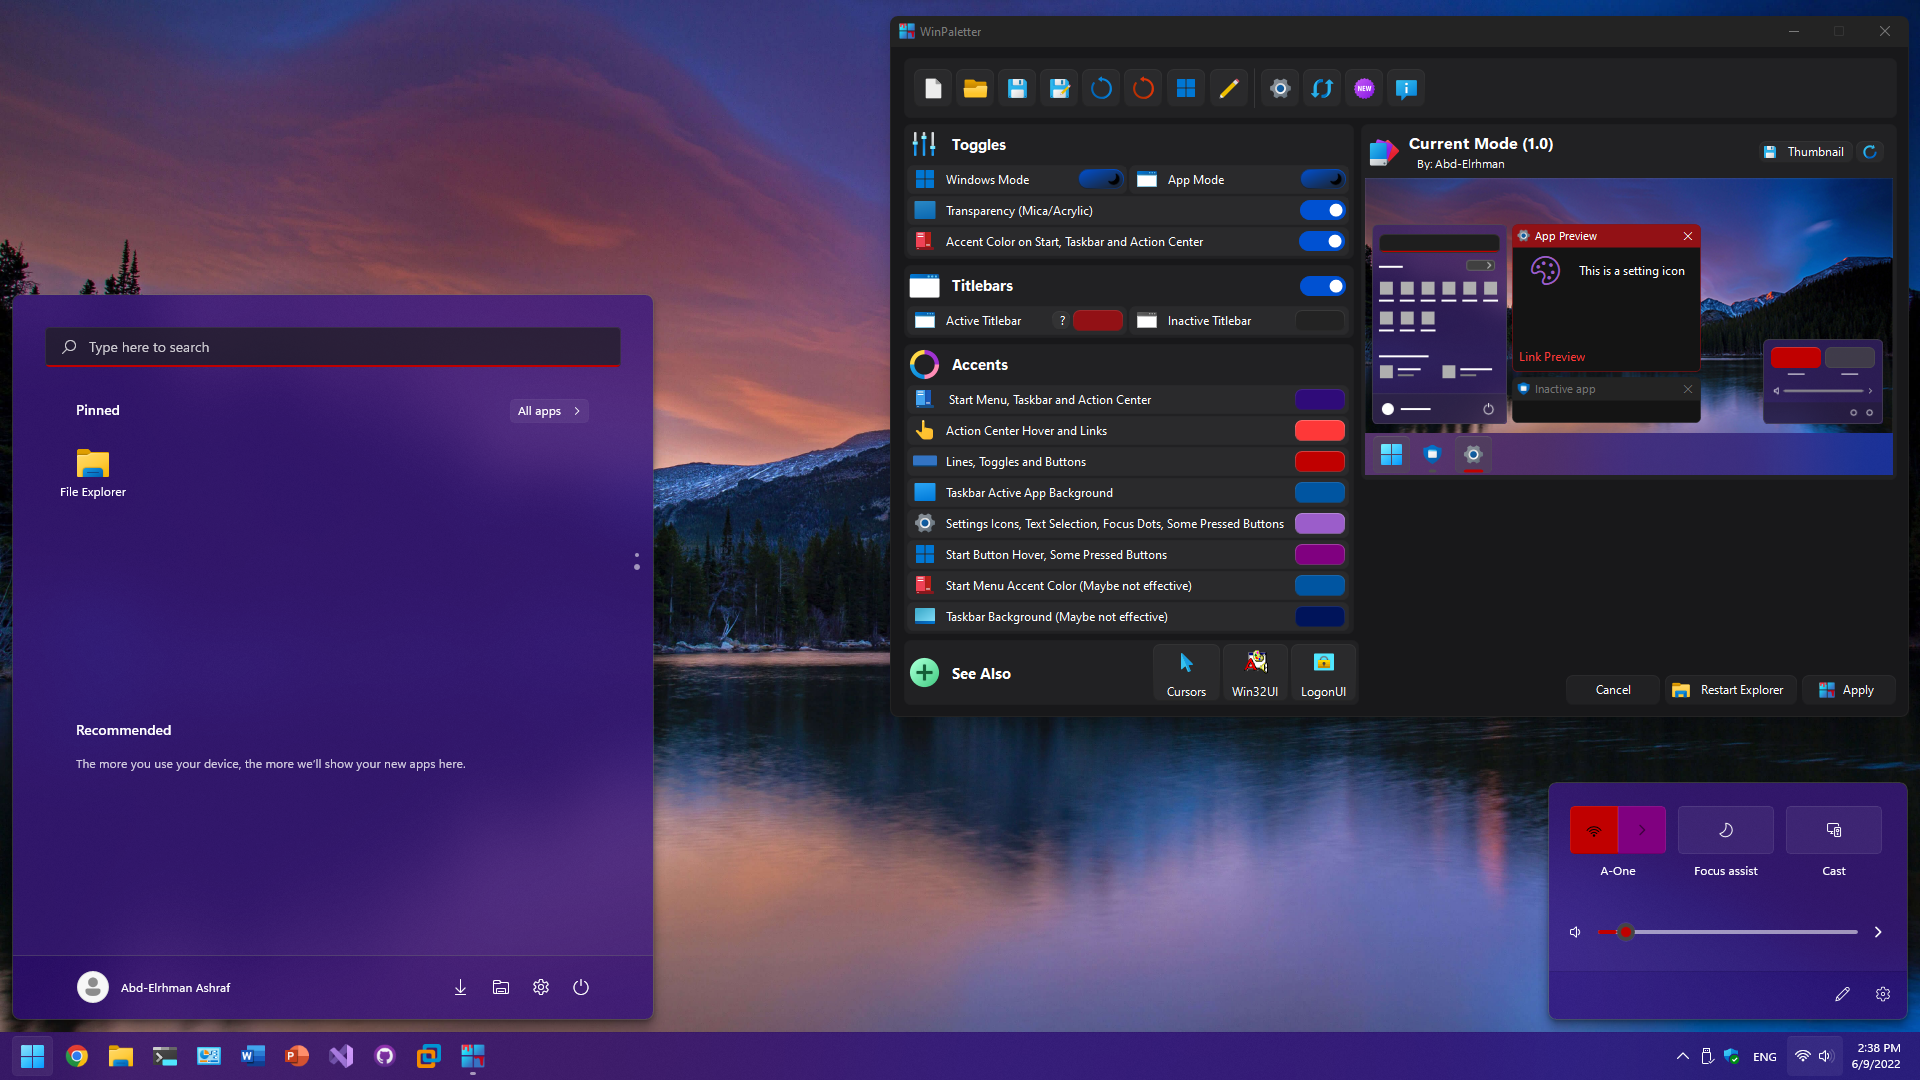 WinPaletter
NEW
Toggles
Windows Mode
App Mode
Transparency (Mica/Acrylic)
Accent Color on Start, Taskbar and Action Center
Titlebars
Active Titlebar
?
Inactive Titlebar
Accents
Start Menu, Taskbar and Action Center
Action Center Hover and Links
Lines, Toggles and Buttons
Taskbar Active App Background
Settings Icons, Text Selection, Focus Dots, Some Pressed Buttons
Start Button Hover, Some Pressed Buttons
Start Menu Accent Color (Maybe not effective)
Taskbar Background (Maybe not effective)
See Also
Cursors
Win32UI
LogonUI
Current Mode (1.0)
By: Abd-Elrhman
Thumbnail
App Preview
This is a setting icon
Link Preview
Inactive app
Cancel
Restart Explorer
Apply
Type here to search
Pinned
All apps
File Explorer
Recommended
The more you use your device, the more we'll show your new apps here.
Abd-Elrhman Ashraf
A-One
Focus assist
Cast
W
P
ENG
2:38 PM
6/9/2022